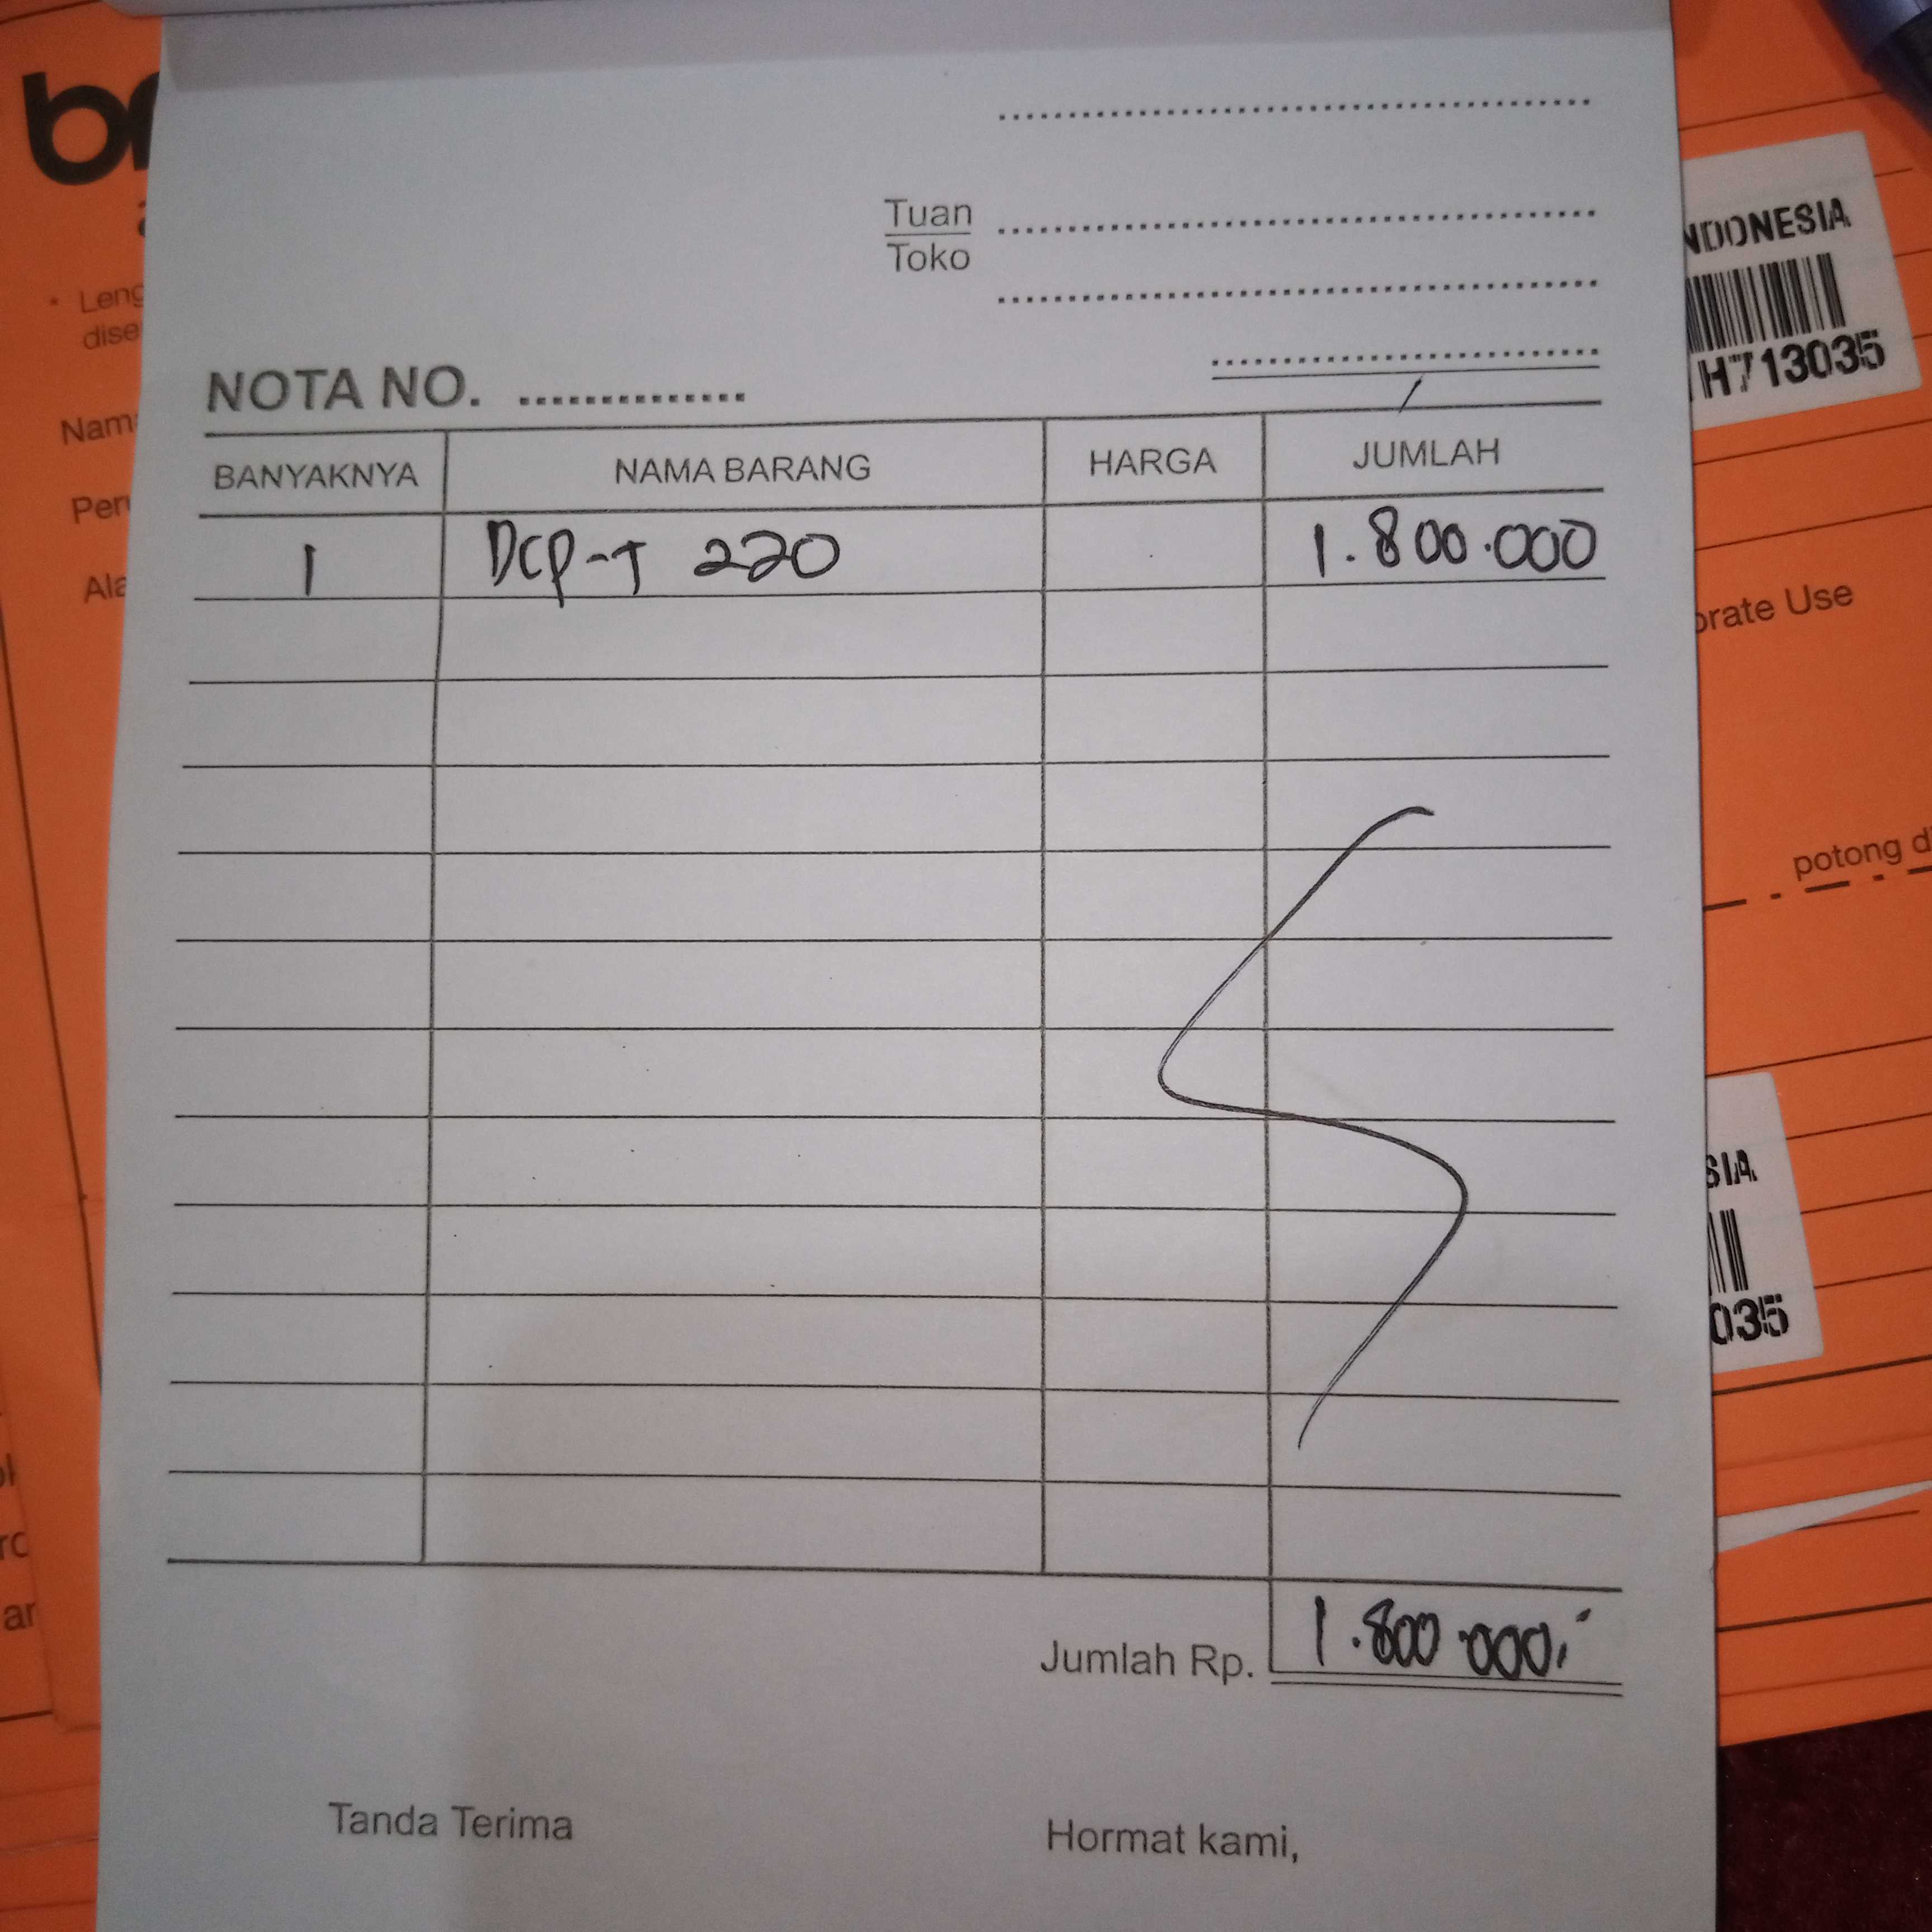 NDONESIA
H713035
Tuan
Toko
NOTA NO. ..............
BANYAKNYA NAMA BARANG HARGA JUMLAH
1 DCP-T 220 1.800.000
orate Use
potong
SIA
035
Jumlah Rp. 1.800.000,-
Tanda Terima Hormat kami,